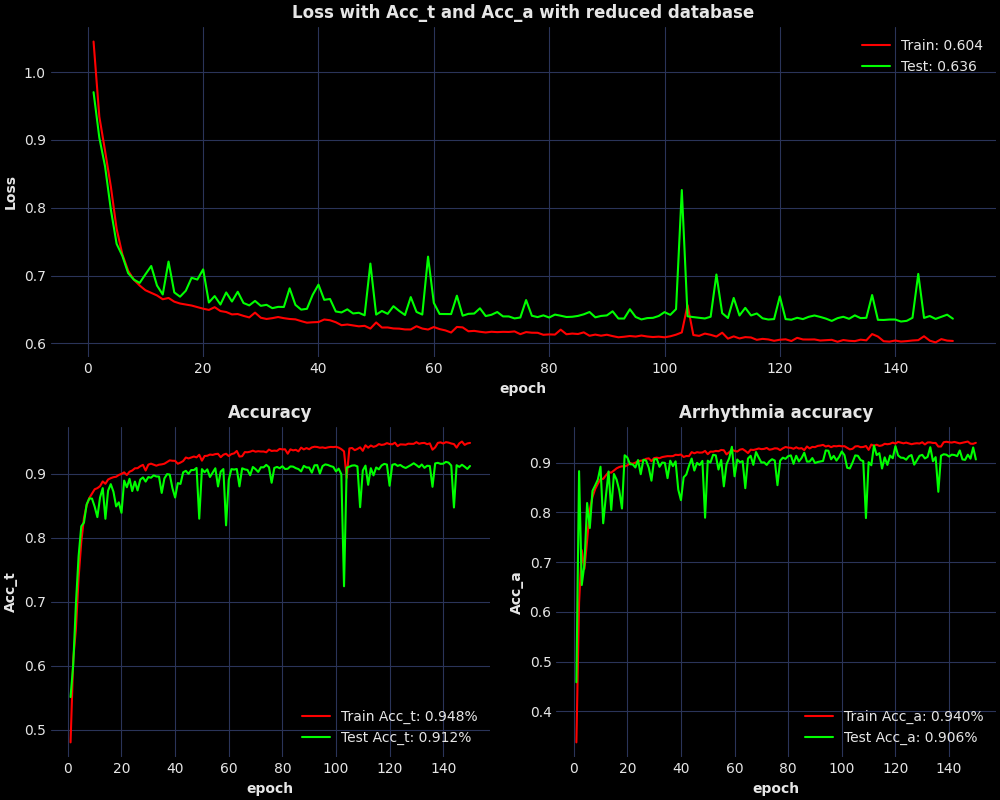 Loss with Acc_t and Acc_a with reduced database
Train: 0.604
Test: 0.636
1.0
0.9
0.8
0.7
0.6
Loss
0 20 40 60 80 100 120 140
epoch
Accuracy
0.9
0.8
0.7
0.6
0.5
Acc_t
Train Acc_t: 0.948%
Test Acc_t: 0.912%
0 20 40 60 80 100 120 140
epoch
Arrhythmia accuracy
0.9
0.8
0.7
0.6
0.5
0.4
Acc_a
Train Acc_a: 0.940%
Test Acc_a: 0.906%
0 20 40 60 80 100 120 140
epoch